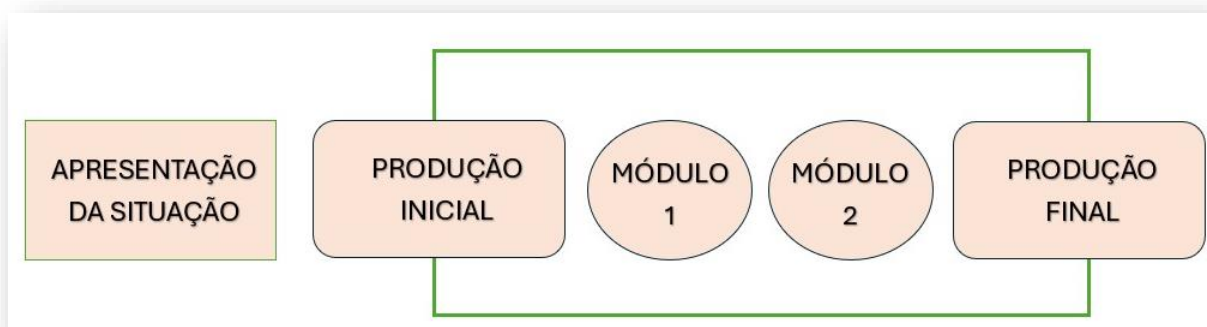 APRESENTAÇÃO
DA SITUAÇÃO
PRODUÇÃO
INICIAL
MÓDULO
1
MÓDULO
2
PRODUÇÃO
FINAL